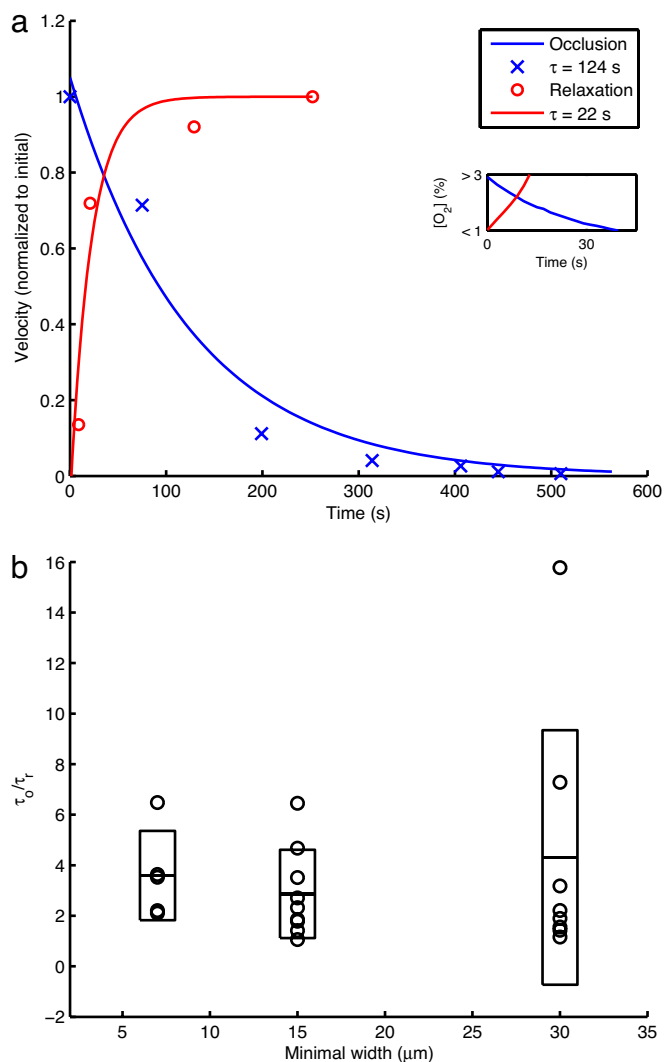 a
1.2
1
0.8
0.6
0.4
0.2
0
Velocity (normalized to initial)
0
100
200
300
400
500
600
Time (s)
Occlusion
τ = 124 s
Relaxation
τ = 22 s
> 3
< 1
[O2] (%)
0
30
Time (s)
b
16
14
12
10
8
6
4
2
0
−2
τo/τr
5
10
15
20
25
30
35
Minimal width (μm)